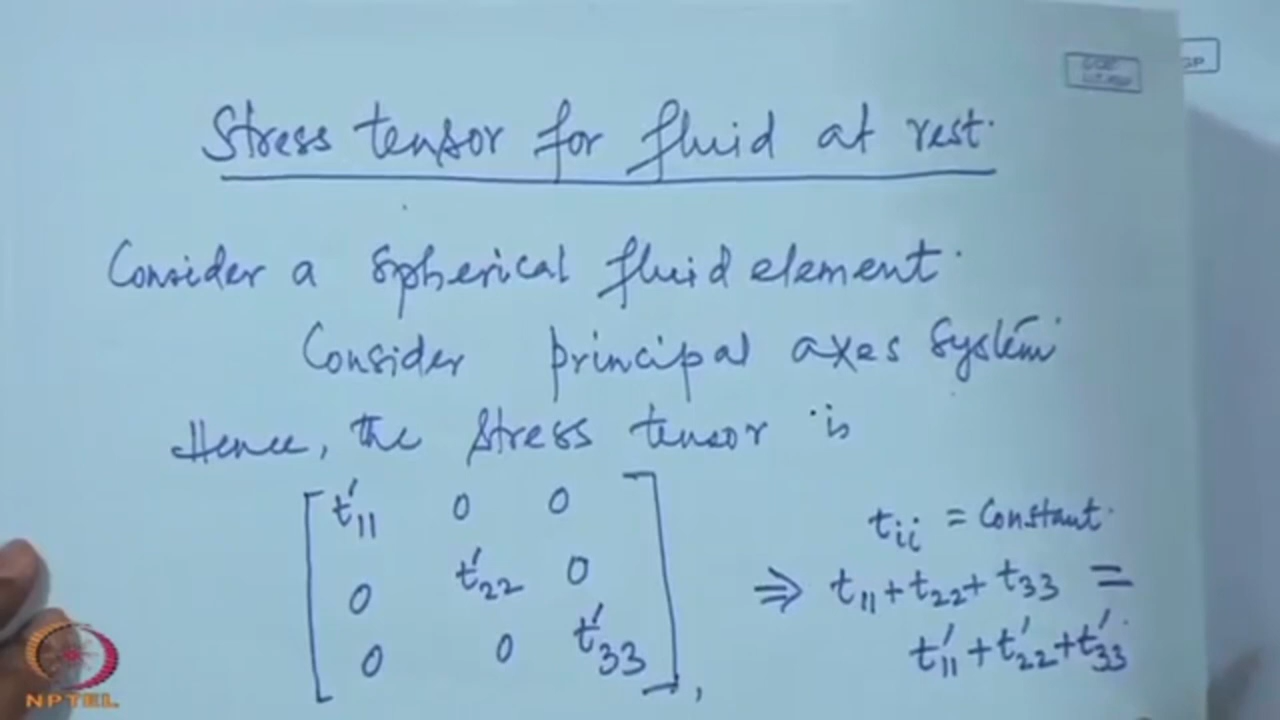 Stress tensor for fluid at rest.
Consider a spherical fluid element.
Consider principal axes system
Hence, the stress tensor is
[t'₁₁ 0 0
0 t'₂₂ 0
0 0 t'₃₃],
tᵢᵢ = Constant.
⇒ t₁₁+t₂₂+t₃₃ =
t'₁₁+t'₂₂+t'₃₃
NPTEL